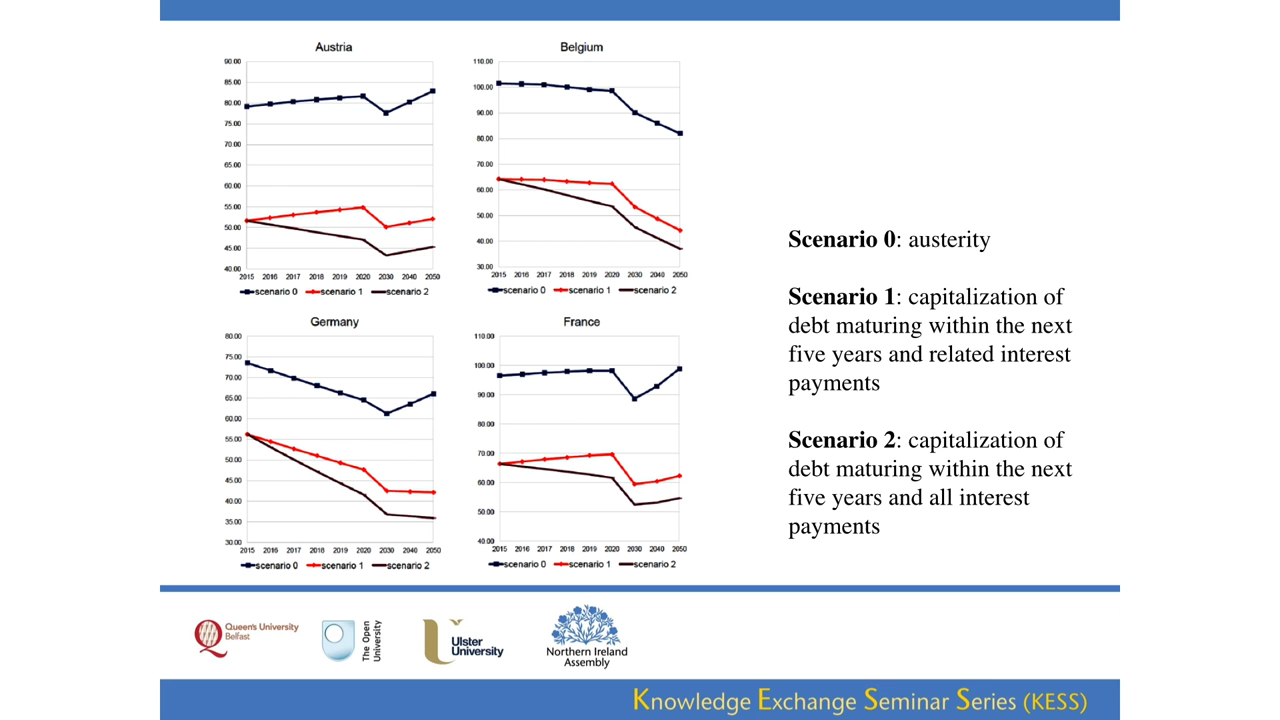 Austria
90.00
85.00
80.00
75.00
70.00
65.00
60.00
55.00
50.00
45.00
40.00
2015 2016 2017 2018 2019 2020 2030 2040 2050
scenario 0 scenario 1 scenario 2
Belgium
110.00
100.00
90.00
80.00
70.00
60.00
50.00
40.00
30.00
2015 2016 2017 2018 2019 2020 2030 2040 2050
scenario 0 scenario 1 scenario 2
Germany
80.00
75.00
70.00
65.00
60.00
55.00
50.00
45.00
40.00
35.00
30.00
2015 2016 2017 2018 2019 2020 2030 2040 2050
scenario 0 scenario 1 scenario 2
France
110.00
100.00
90.00
80.00
70.00
60.00
50.00
40.00
2015 2016 2017 2018 2019 2020 2030 2040 2050
scenario 0 scenario 1 scenario 2
Scenario 0: austerity
Scenario 1: capitalization of
debt maturing within the next
five years and related interest
payments
Scenario 2: capitalization of
debt maturing within the next
five years and all interest
payments
Queen's University
Belfast
The Open
University
Ulster
University
Northern Ireland
Assembly
Knowledge Exchange Seminar Series (KESS)